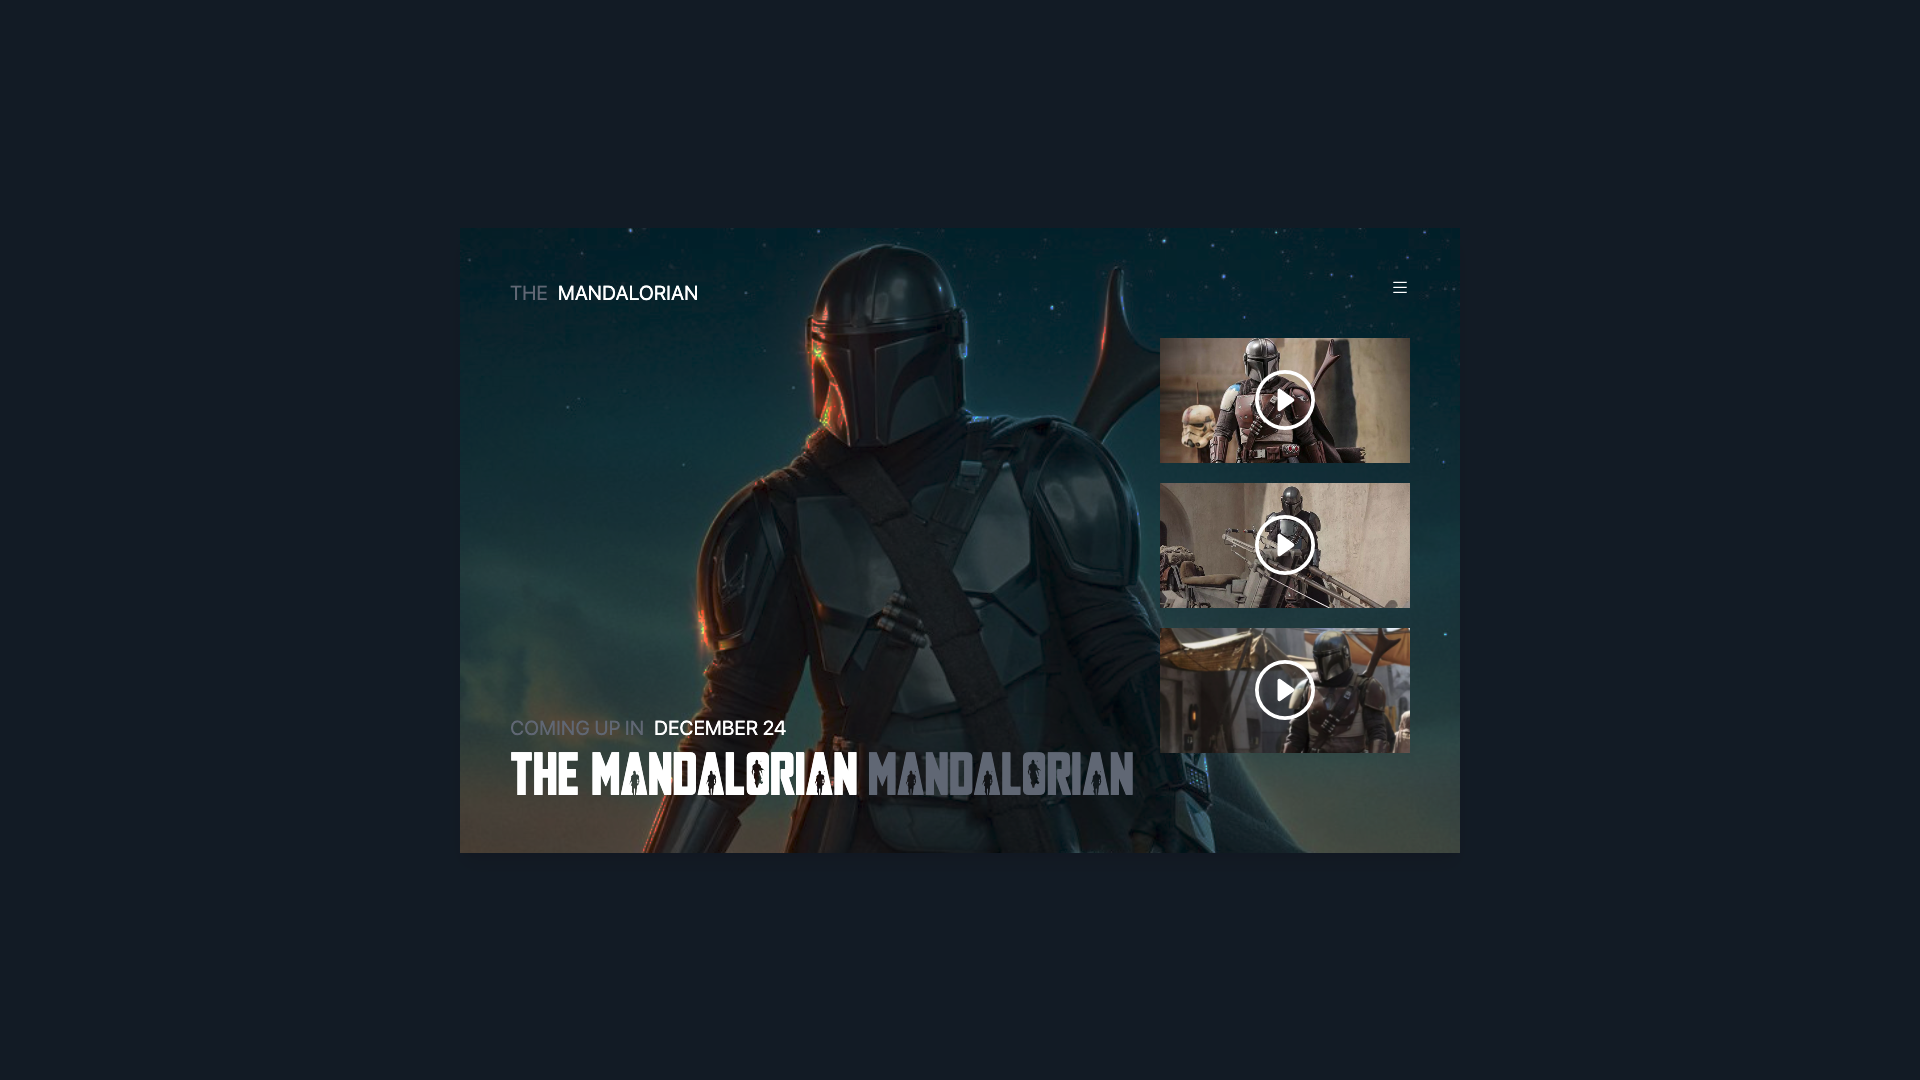 THE MANDALORIAN
COMING UP IN DECEMBER 24
THE MANDALORIAN MANDALORIAN